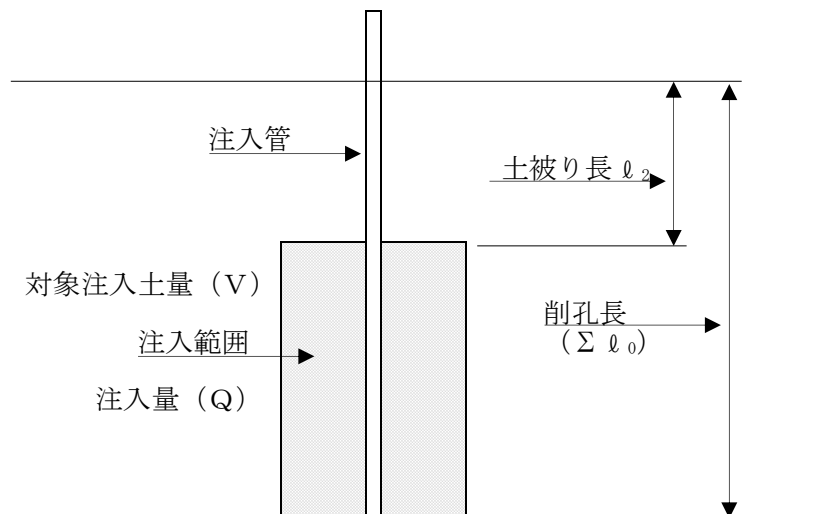 注入管
土被り長 ℓ₂
対象注入土量（V）
削孔長
（Σ ℓ₀）
注入範囲
注入量（Q）